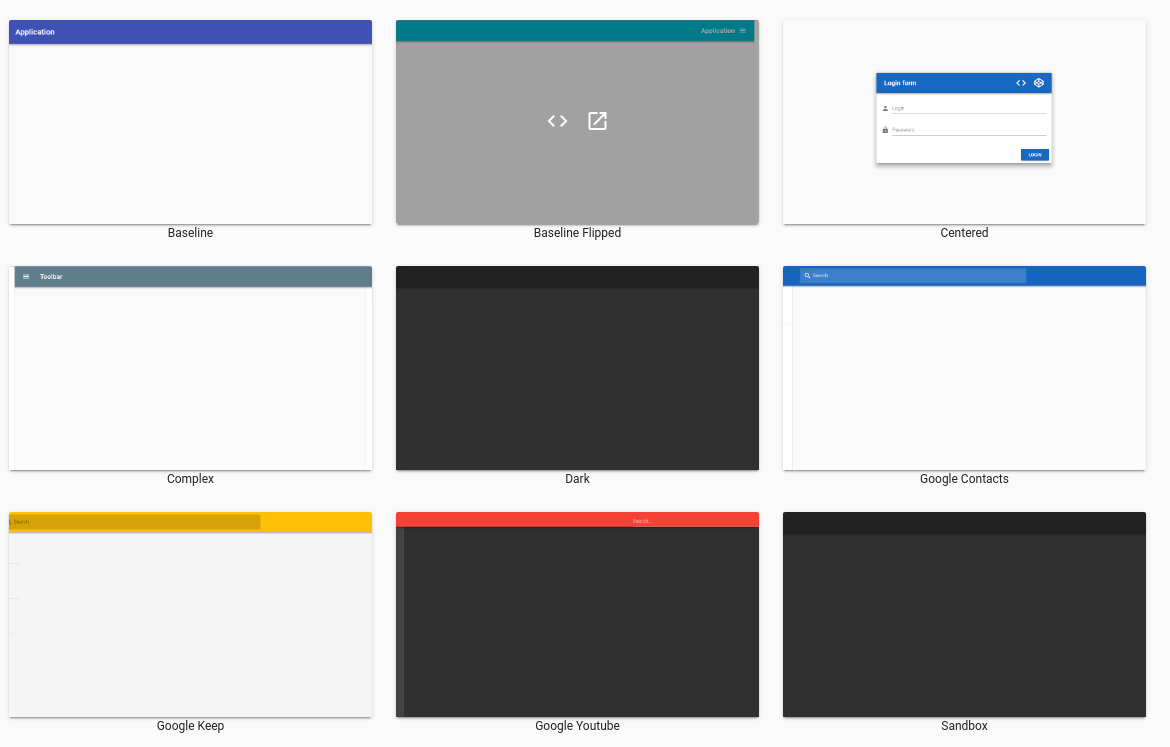 Application
Application
Login form
Login
Password
LOGIN
Baseline
Baseline Flipped
Centered
Toolbar
Search
Complex
Dark
Google Contacts
Search
Search...
Google Keep
Google Youtube
Sandbox